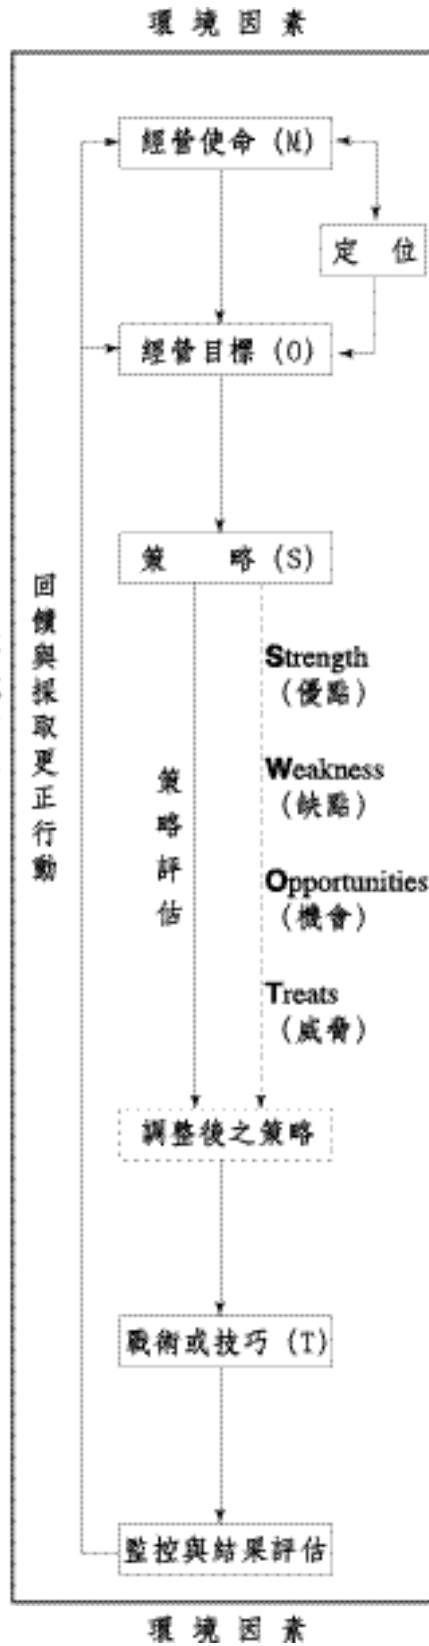 環境因素
經營使命 (M)
定位
經營目標 (O)
策略 (S)
回饋與採取更正行動
策略評估
Strength
(優點)
Weakness
(缺點)
Opportunities
(機會)
Treats
(威脅)
調整後之策略
戰術或技巧 (T)
監控與結果評估
環境因素